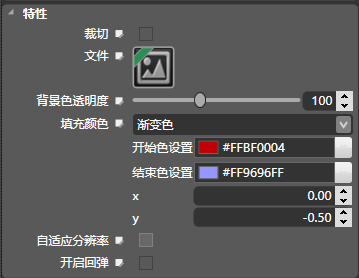 特性
裁切
文件
背景色透明度 100
填充颜色 渐变色
开始色设置 #FFBF0004
结束色设置 #FF9696FF
x 0.00
y -0.50
自适应分辨率
开启回弹